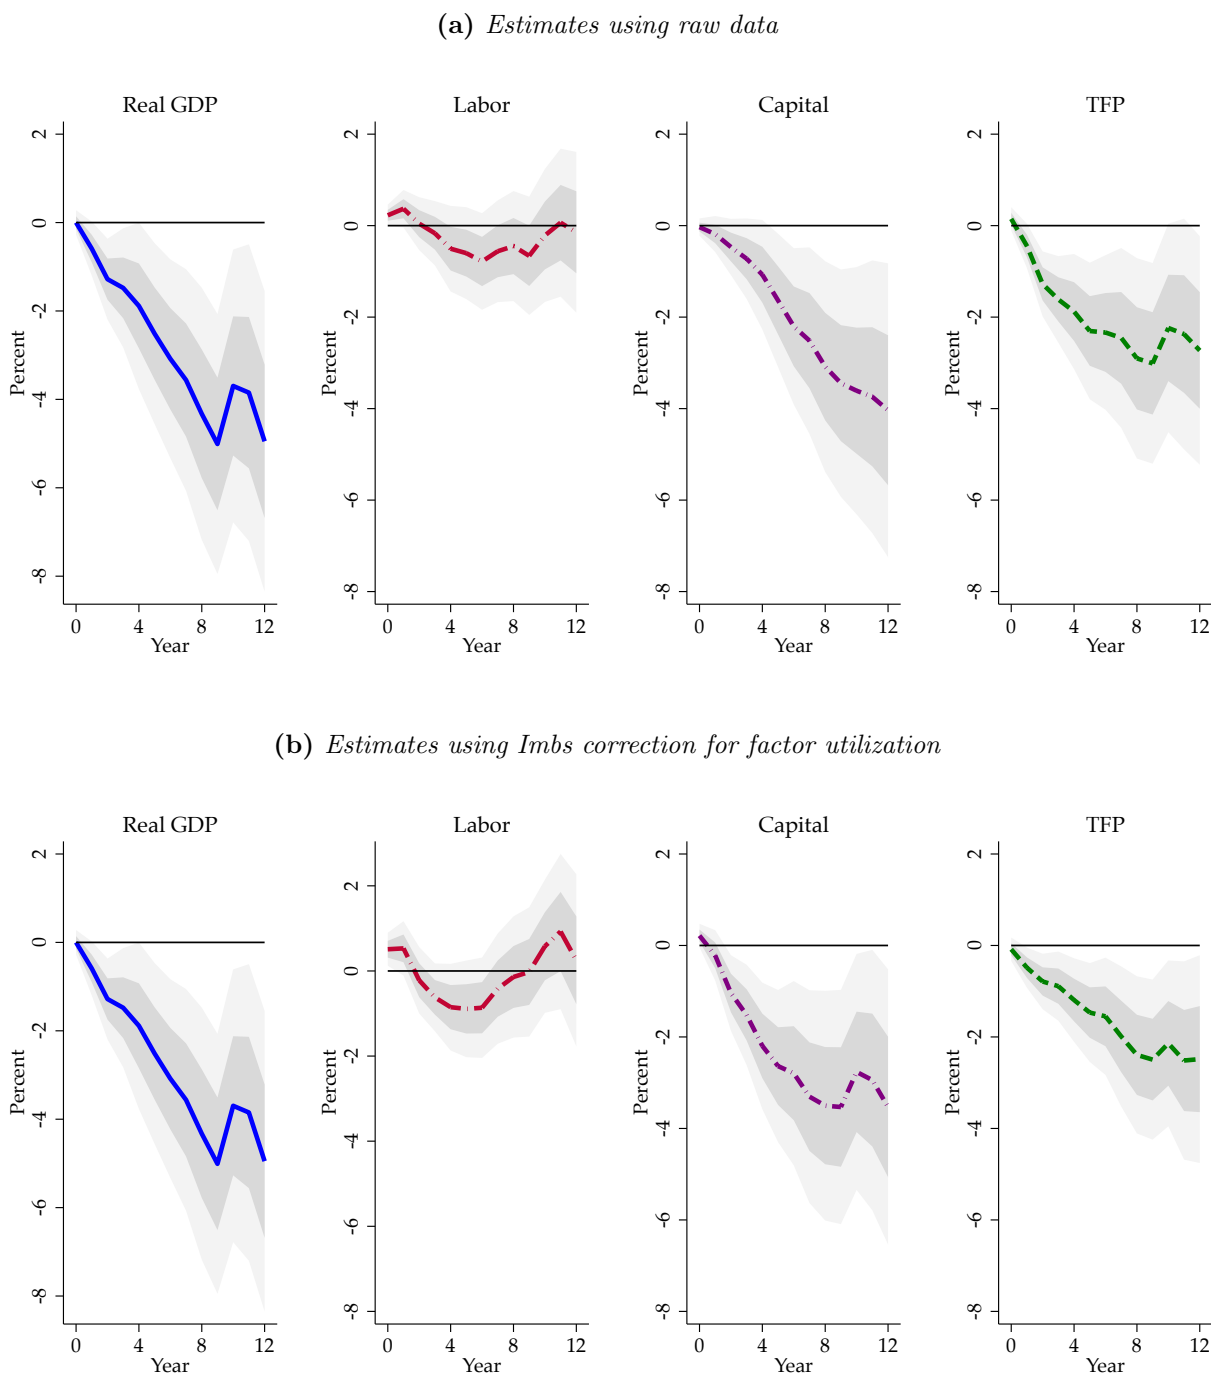 (a) Estimates using raw data
Real GDP
Labor
Capital
TFP
2
0
-2
-4
-6
-8
Percent
0 4 8 12
Year
2
0
-2
-4
-6
-8
Percent
0 4 8 12
Year
2
0
-2
-4
-6
-8
Percent
0 4 8 12
Year
2
0
-2
-4
-6
-8
Percent
0 4 8 12
Year
(b) Estimates using Imbs correction for factor utilization
Real GDP
Labor
Capital
TFP
2
0
-2
-4
-6
-8
Percent
0 4 8 12
Year
2
0
-2
-4
-6
-8
Percent
0 4 8 12
Year
2
0
-2
-4
-6
-8
Percent
0 4 8 12
Year
2
0
-2
-4
-6
-8
Percent
0 4 8 12
Year